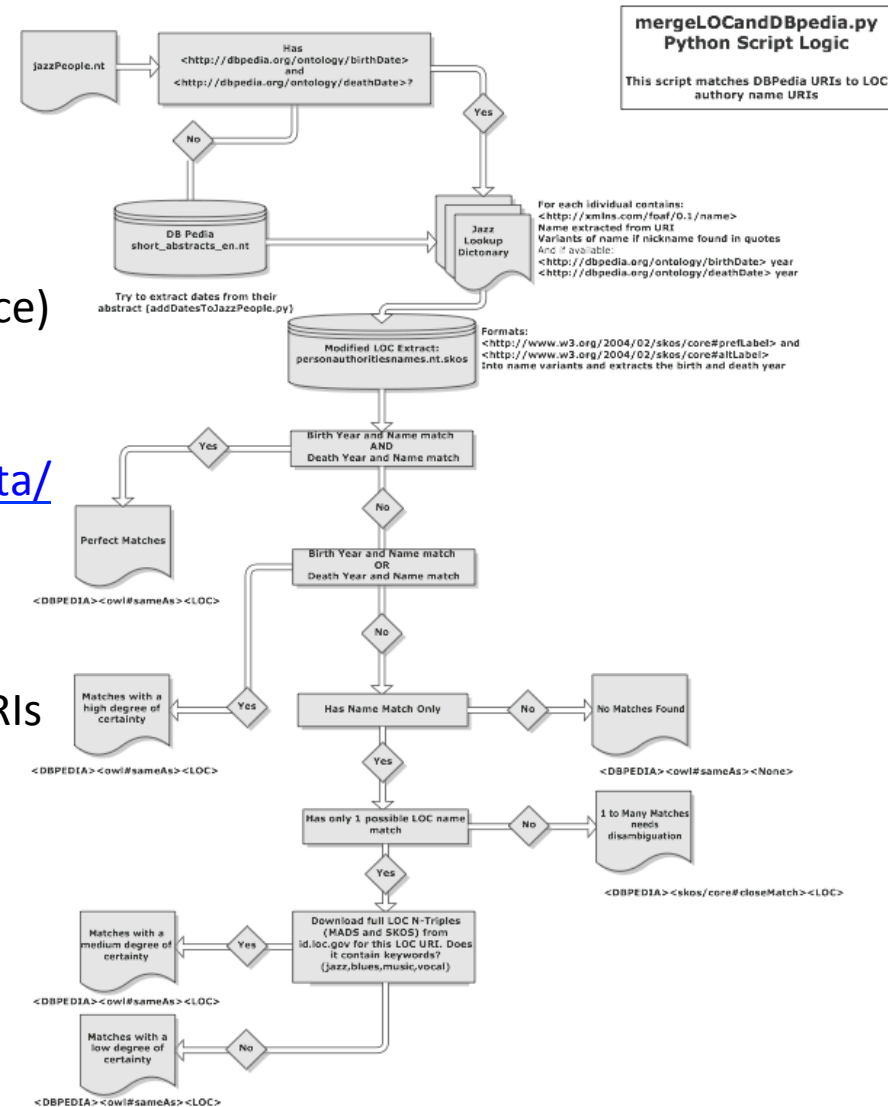 mergeLOCandDBpedia.py
Python Script Logic
This script matches DBPedia URIs to LOC
authory name URIs
jazzPeople.nt
Has
<http://dbpedia.org/ontology/birthDate>
and
<http://dbpedia.org/ontology/deathDate>?
Yes
No
DB Pedia
short_abstracts_en.nt
Try to extract dates from their
abstract (addDatesToJazzPeople.py)
Jazz
Lookup
Dictonary
For each idividual contains:
<http://xmlns.com/foaf/0.1/name>
Name extracted from URI
Variants of name if nickname found in quotes
And if available:
<http://dbpedia.org/ontology/birthDate> year
<http://dbpedia.org/ontology/deathDate> year
ce)
Modified LOC Extract:
personauthoritiesnames.nt.skos
Formats:
<http://www.w3.org/2004/02/skos/core#prefLabel> and
<http://www.w3.org/2004/02/skos/core#altLabel>
Into name variants and extracts the birth and death year
Birth Year and Name match
AND
Death Year and Name match
Yes
ta/
No
Perfect Matches
<DBPEDIA><owl#sameAs><LOC>
Birth Year and Name match
OR
Death Year and Name match
No
RIs
Matches with a
high degree of
certainty
Yes
<DBPEDIA><owl#sameAs><LOC>
Has Name Match Only
No
No Matches Found
<DBPEDIA><owl#sameAs><None>
Yes
Has only 1 possible LOC name
match
No
1 to Many Matches
needs
disambiguation
<DBPEDIA><skos/core#closeMatch><LOC>
Yes
Download full LOC N-Triples
(MADS and SKOS) from
id.loc.gov for this LOC URI. Does
it contain keywords?
(jazz,blues,music,vocal)
Yes
Matches with a
medium degree of
certainty
<DBPEDIA><owl#sameAs><LOC>
No
Matches with a
low degree of
certainty
<DBPEDIA><owl#sameAs><LOC>